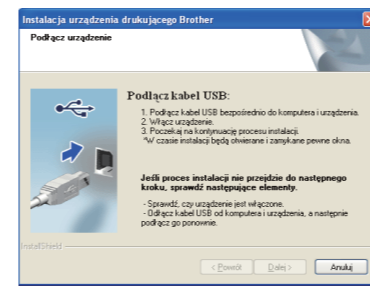 Instalacja urządzenia drukującego Brother
Podłącz urządzenie
Podłącz kabel USB:
1. Podłącz kabel USB bezpośrednio do komputera i urządzenia.
2. Włącz urządzenie.
3. Poczekaj na kontynuację procesu instalacji.
*W czasie instalacji będą otwierane i zamykane pewne okna.
Jeśli proces instalacji nie przejdzie do następnego
kroku, sprawdź następujące elementy.
- Sprawdź, czy urządzenie jest włączone.
- Odłącz kabel USB od komputera i urządzenia, a następnie
podłącz go ponownie.
InstallShield
< Powrót Dalej > Anuluj